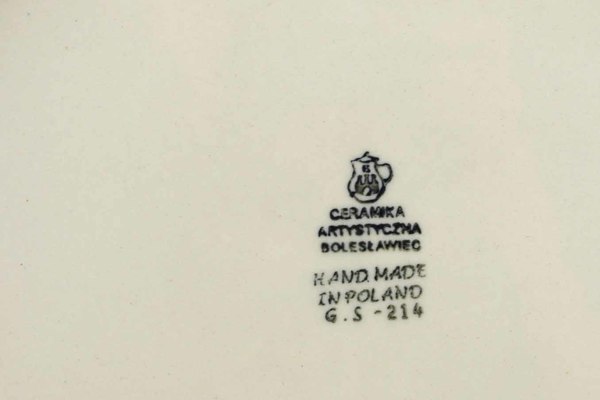 CERAMIKA
ARTYSTYCZNA
BOLESŁAWIEC
HAND MADE
IN POLAND
G.S-214